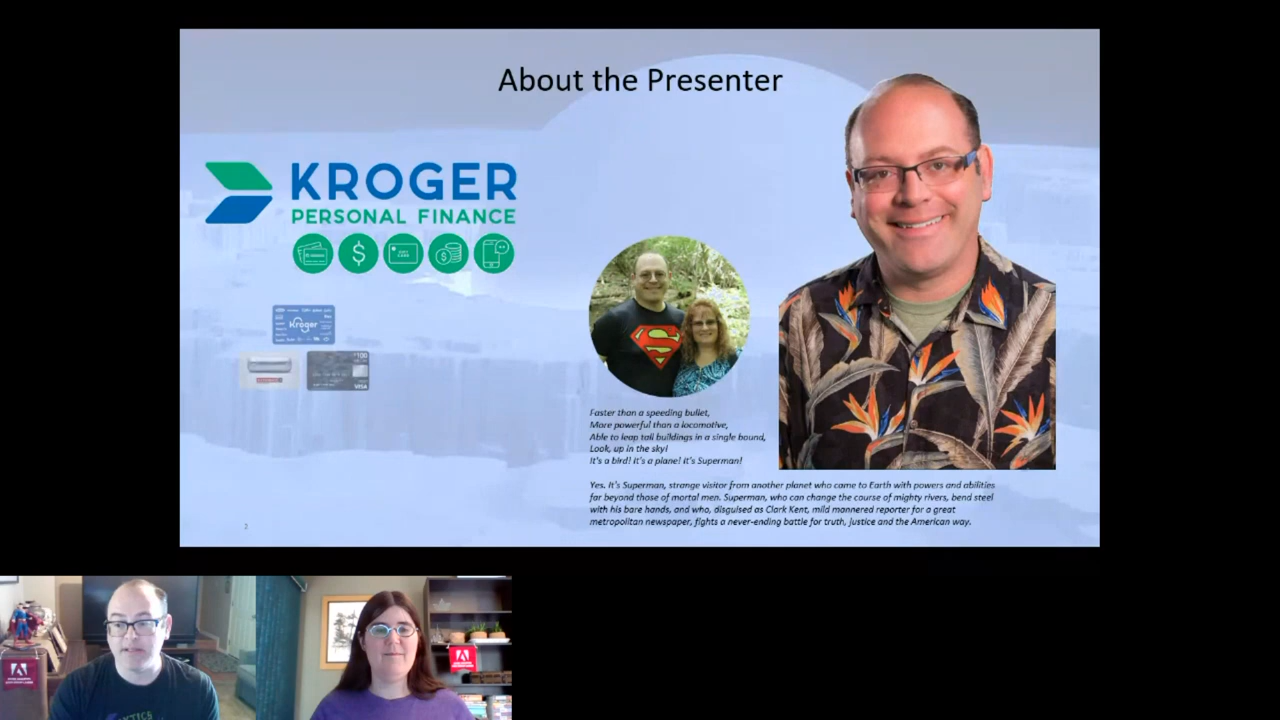 About the Presenter
KROGER
PERSONAL FINANCE
Kroger
$100
VISA
Faster than a speeding bullet,
More powerful than a locomotive,
Able to leap tall buildings in a single bound,
Look, up in the sky!
It's a bird! It's a plane! It's Superman!
Yes. It's Superman, strange visitor from another planet who came to Earth with powers and abilities
far beyond those of mortal men. Superman, who can change the course of mighty rivers, bend steel
with his bare hands, and who, disguised as Clark Kent, mild mannered reporter for a great
metropolitan newspaper, fights a never-ending battle for truth, justice and the American way.
2